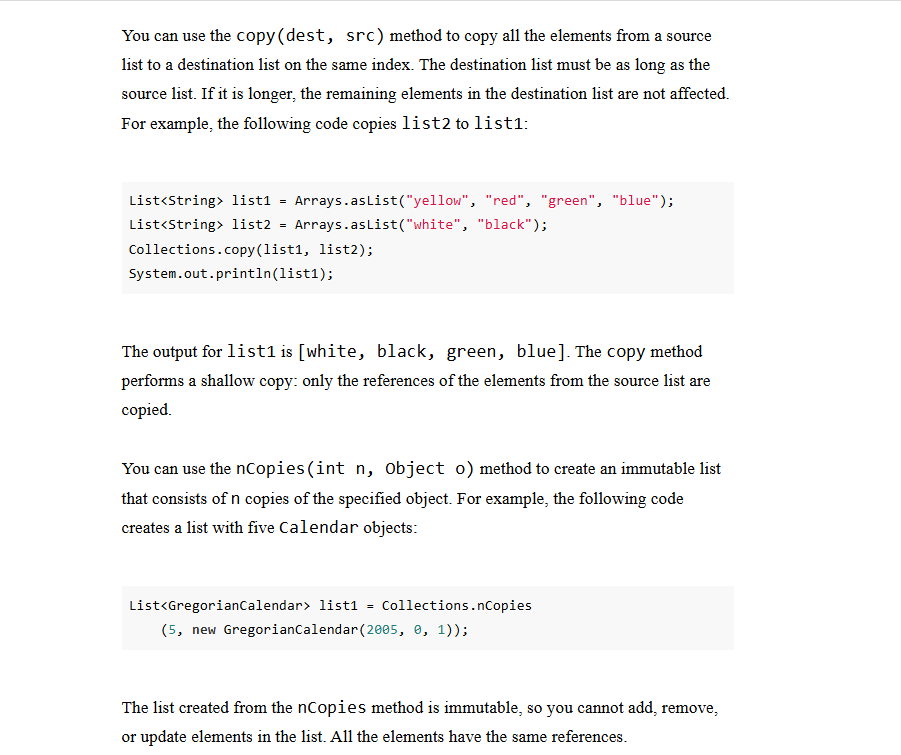 You can use the copy(dest, src) method to copy all the elements from a source
list to a destination list on the same index. The destination list must be as long as the
source list. If it is longer, the remaining elements in the destination list are not affected.
For example, the following code copies list2 to list1:
List<String> list1 = Arrays.asList("yellow", "red", "green", "blue");
List<String> list2 = Arrays.asList("white", "black");
Collections.copy(list1, list2);
System.out.println(list1);
The output for list1 is [white, black, green, blue]. The copy method
performs a shallow copy: only the references of the elements from the source list are
copied.
You can use the nCopies(int n, Object o) method to create an immutable list
that consists of n copies of the specified object. For example, the following code
creates a list with five Calendar objects:
List<GregorianCalendar> list1 = Collections.nCopies
    (5, new GregorianCalendar(2005, 0, 1));
The list created from the nCopies method is immutable, so you cannot add, remove,
or update elements in the list. All the elements have the same references.